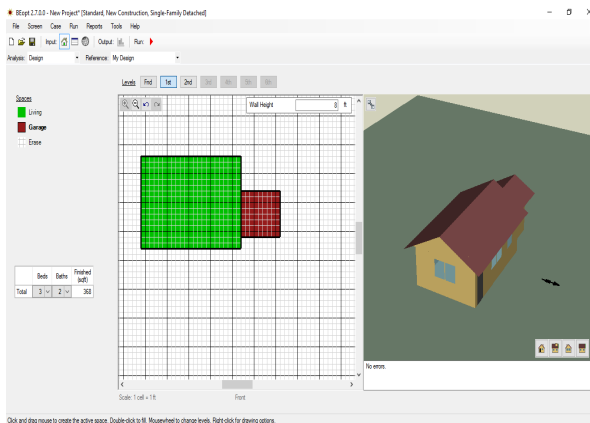 BEopt 2.7.0.0 - New Project* [Standard, New Construction, Single-Family Detached]
File Screen Case Run Reports Tools Help
Input: Output: Run:
Analysis: Design Reference: My Design
Levels Fnd 1st 2nd 3rd 4th 5th 6th
Spaces
Living
Garage
Erase
Wall Height 8 ft
Beds Baths Finished (sqft)
Total 3 2 368
No errors.
Scale: 1 cell = 1 ft Front
Click and drag mouse to create the active space. Double-click to fill. Mousewheel to change levels. Right click for drawing options.